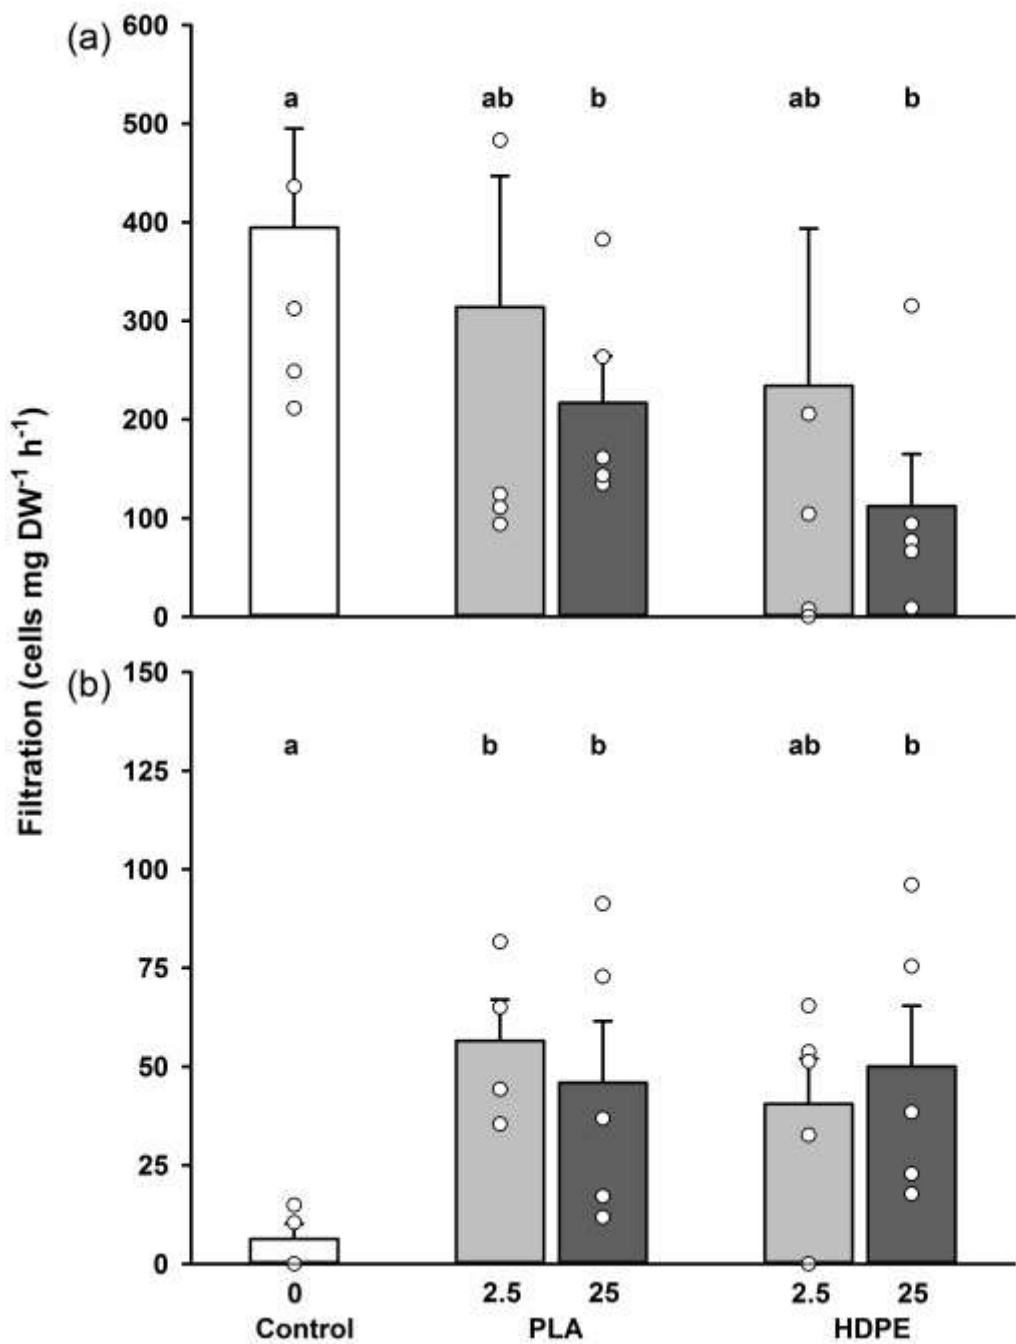 (a)
600
a ab b ab b
500
400
300
200
100
0
Filtration (cells mg DW⁻¹ h⁻¹)
(b)
150
a b b ab b
125
100
75
50
25
0
0 2.5 25 2.5 25
Control PLA HDPE